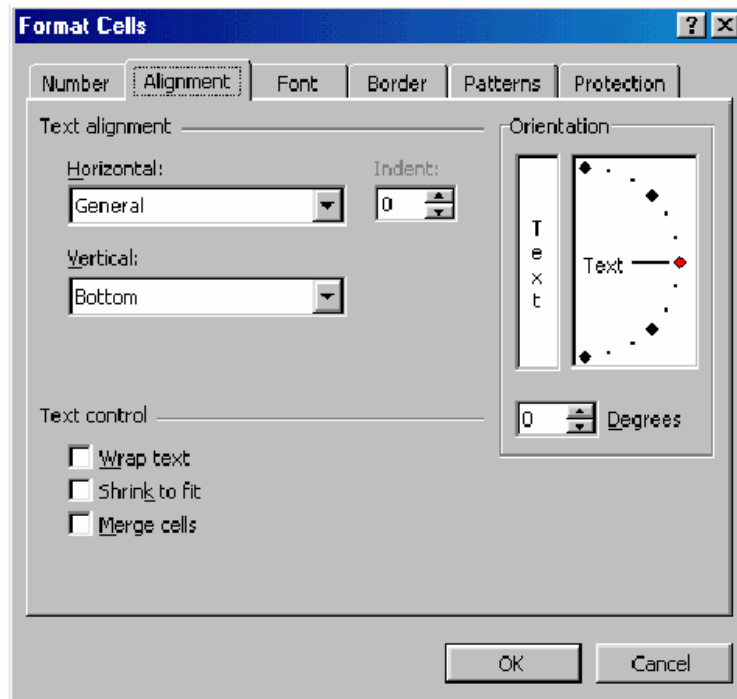 Format Cells
Number Alignment Font Border Patterns Protection
Text alignment
Horizontal:
General
Indent:
0
Vertical:
Bottom
Orientation
Text
Text
0 Degrees
Text control
Wrap text
Shrink to fit
Merge cells
OK Cancel